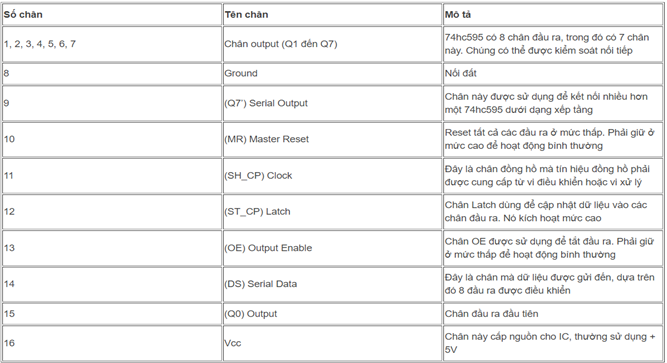 Số chân Tên chân Mô tả
1, 2, 3, 4, 5, 6, 7 Chân output (Q1 đến Q7) 74hc595 có 8 chân đầu ra, trong đó có 7 chân
này. Chúng có thể được kiểm soát nối tiếp
8 Ground Nối đất
9 (Q7’) Serial Output Chân này được sử dụng để kết nối nhiều hơn
một 74hc595 dưới dạng xếp tầng
10 (MR) Master Reset Reset tất cả các đầu ra ở mức thấp. Phải giữ ở
mức cao để hoạt động bình thường
11 (SH_CP) Clock Đây là chân đồng hồ mà tín hiệu đồng hồ phải
được cung cấp từ vi điều khiển hoặc vi xử lý
12 (ST_CP) Latch Chân Latch dùng để cập nhật dữ liệu vào các
chân đầu ra. Nó kích hoạt mức cao
13 (OE) Output Enable Chân OE được sử dụng để tắt đầu ra. Phải giữ
ở mức thấp để hoạt động bình thường
14 (DS) Serial Data Đây là chân mà dữ liệu được gửi đến, dựa trên
đó 8 đầu ra được điều khiển
15 (Q0) Output Chân đầu ra đầu tiên
16 Vcc Chân này cấp nguồn cho IC, thường sử dụng +
5V